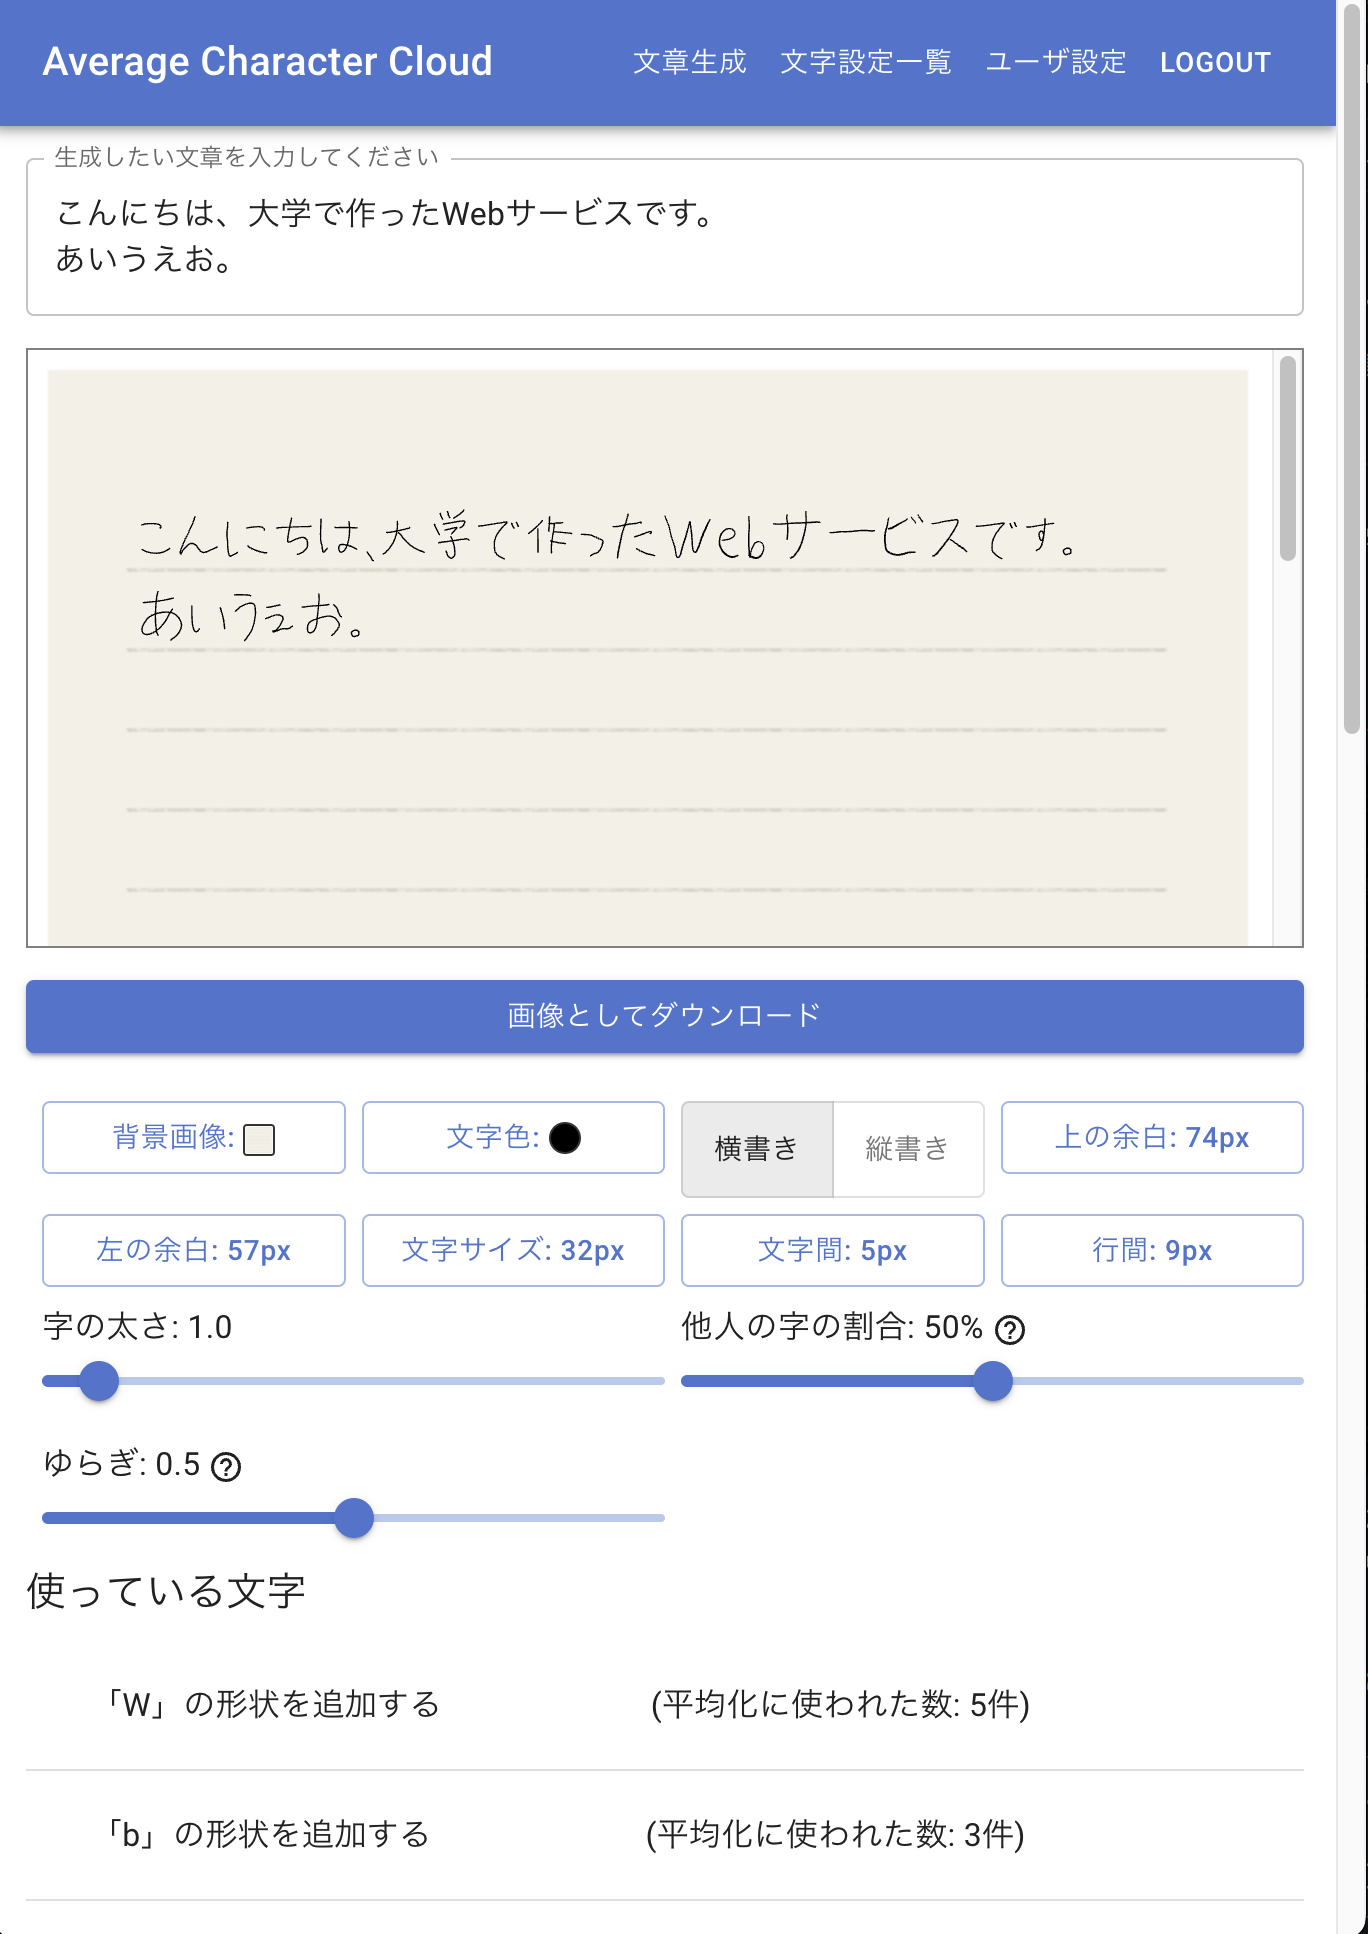 Average Character Cloud
文章生成 文字設定一覧 ユーザ設定 LOGOUT
生成したい文章を入力してください
こんにちは、大学で作ったWebサービスです。
あいうえお。
こんにちは、大学で作ったWebサービスです。
あいうえお。
画像としてダウンロード
背景画像: 文字色: 横書き 縦書き 上の余白: 74px
左の余白: 57px 文字サイズ: 32px 文字間: 5px 行間: 9px
字の太さ: 1.0 他人の字の割合: 50% ?
ゆらぎ: 0.5 ?
使っている文字
「W」の形状を追加する (平均化に使われた数: 5件)
「b」の形状を追加する (平均化に使われた数: 3件)